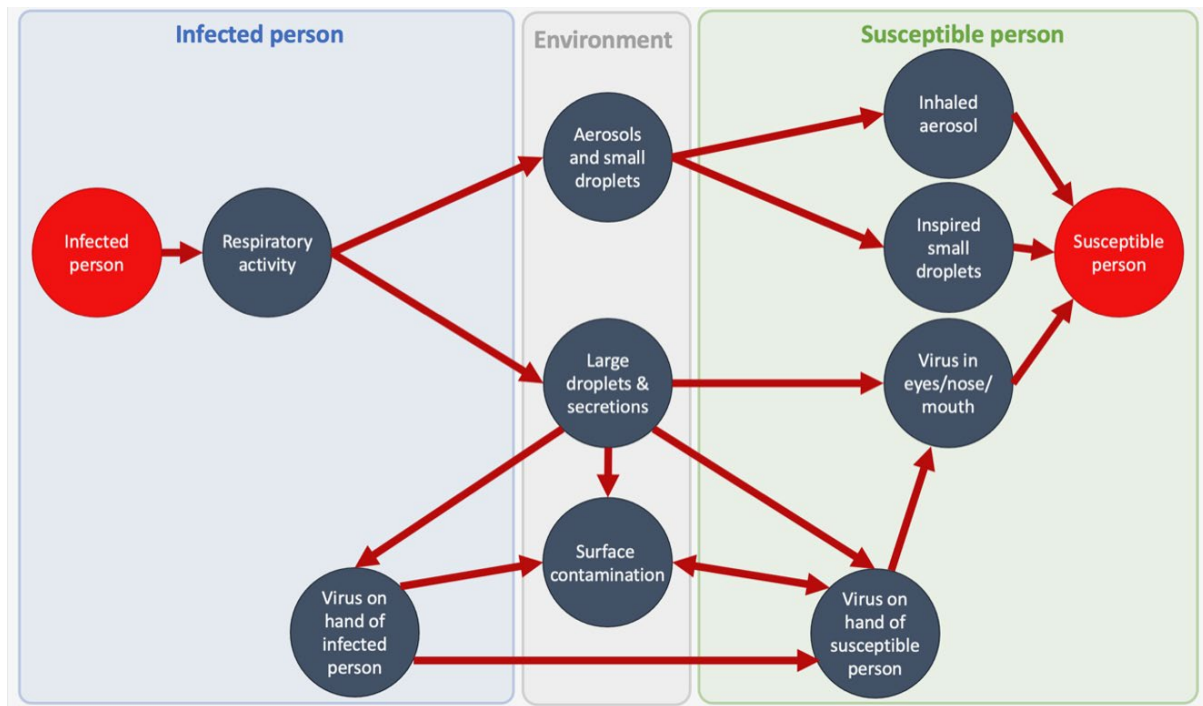 Infected person
Environment
Susceptible person
Inhaled
aerosol
Aerosols
and small
droplets
Infected
person
Respiratory
activity
Inspired
small
droplets
Susceptible
person
Large
droplets &
secretions
Virus in
eyes/nose/
mouth
Surface
contamination
Virus on
hand of
infected
person
Virus on
hand of
susceptible
person